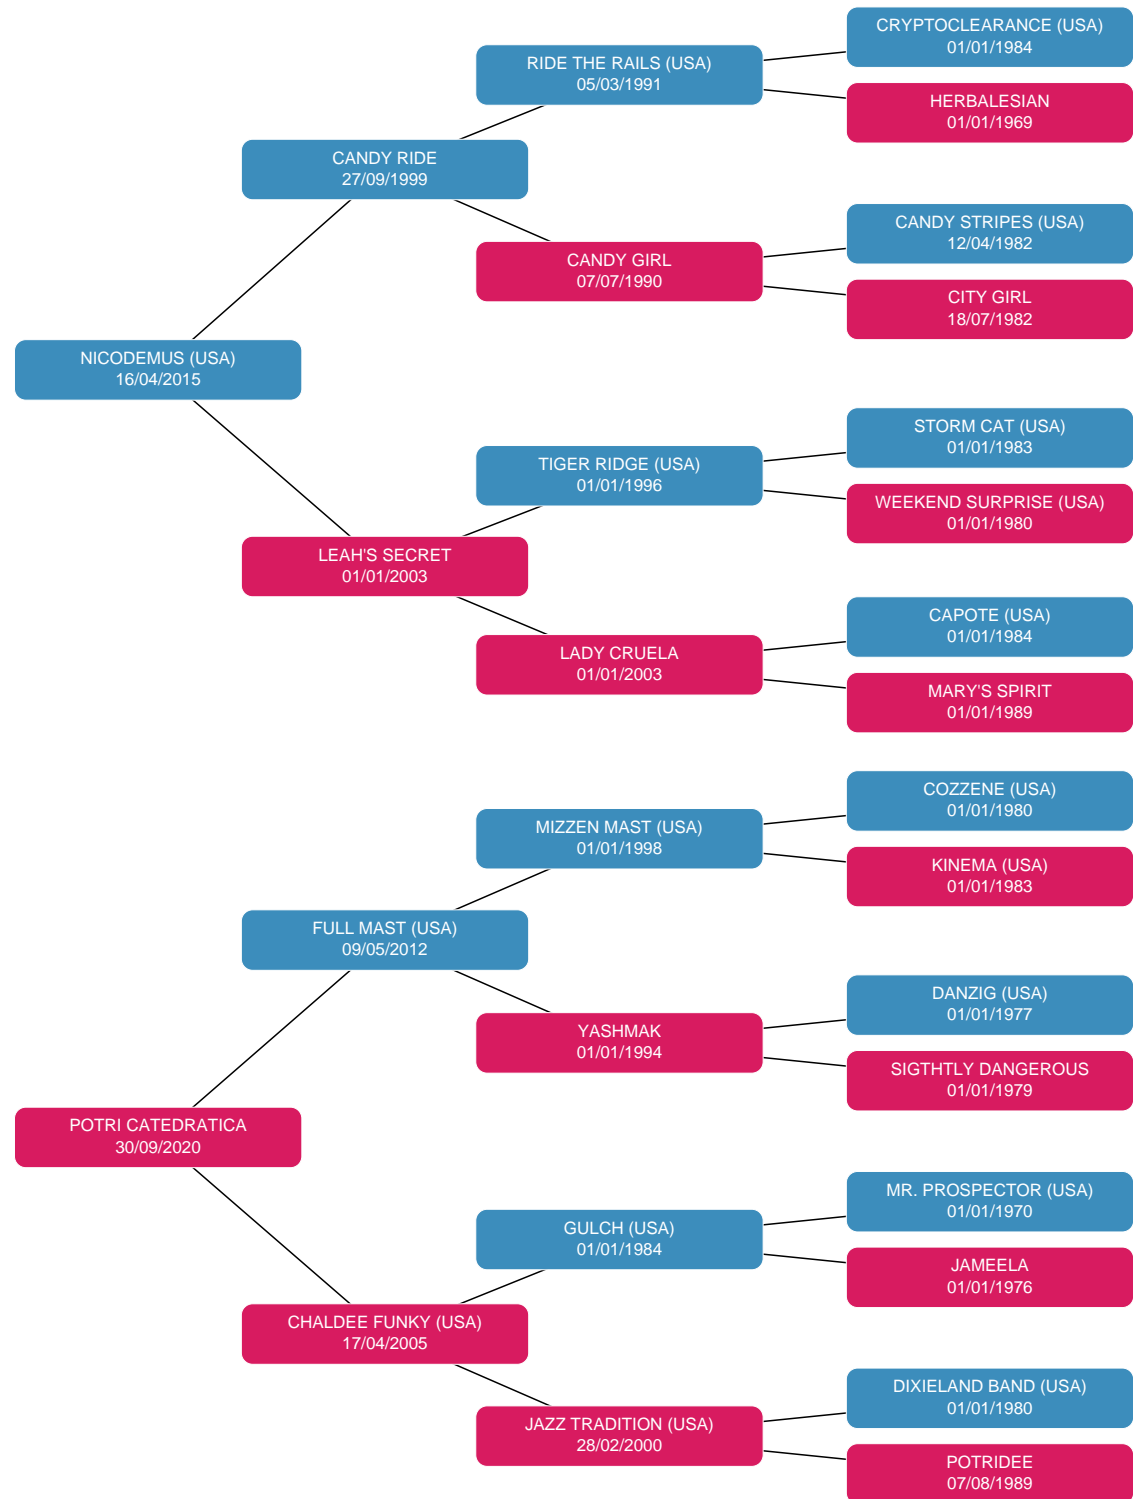 CRYPTOCLEARANCE (USA)
01/01/1984
RIDE THE RAILS (USA)
05/03/1991
HERBALESIAN
01/01/1969
CANDY RIDE
27/09/1999
CANDY STRIPES (USA)
12/04/1982
CANDY GIRL
07/07/1990
CITY GIRL
18/07/1982
NICODEMUS (USA)
16/04/2015
STORM CAT (USA)
01/01/1983
TIGER RIDGE (USA)
01/01/1996
WEEKEND SURPRISE (USA)
01/01/1980
LEAH'S SECRET
01/01/2003
CAPOTE (USA)
01/01/1984
LADY CRUELA
01/01/2003
MARY'S SPIRIT
01/01/1989
COZZENE (USA)
01/01/1980
MIZZEN MAST (USA)
01/01/1998
KINEMA (USA)
01/01/1983
FULL MAST (USA)
09/05/2012
DANZIG (USA)
01/01/1977
YASHMAK
01/01/1994
SIGTHTLY DANGEROUS
01/01/1979
POTRI CATEDRATICA
30/09/2020
MR. PROSPECTOR (USA)
01/01/1970
GULCH (USA)
01/01/1984
JAMEELA
01/01/1976
CHALDEE FUNKY (USA)
17/04/2005
DIXIELAND BAND (USA)
01/01/1980
JAZZ TRADITION (USA)
28/02/2000
POTRIDEE
07/08/1989